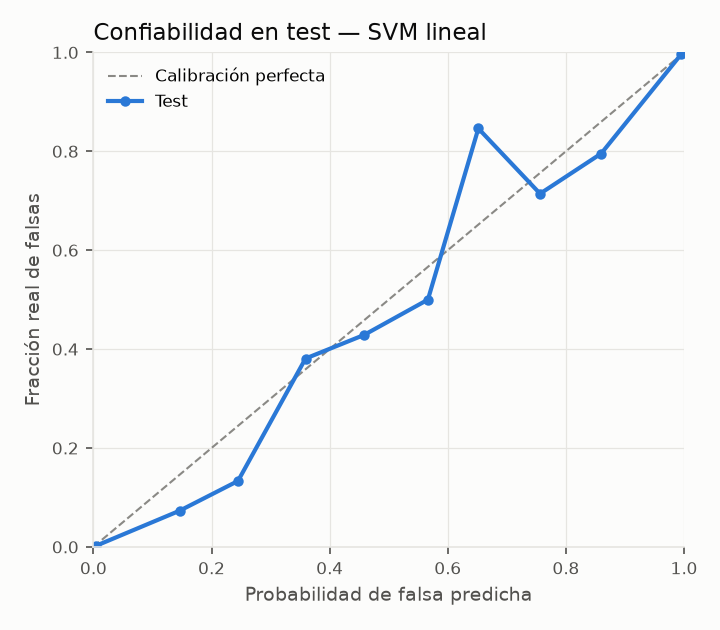 Confiabilidad en test — SVM lineal
Calibración perfecta
Test
1.0
0.8
0.6
0.4
0.2
0.0
0.0 0.2 0.4 0.6 0.8 1.0
Fracción real de falsas
Probabilidad de falsa predicha